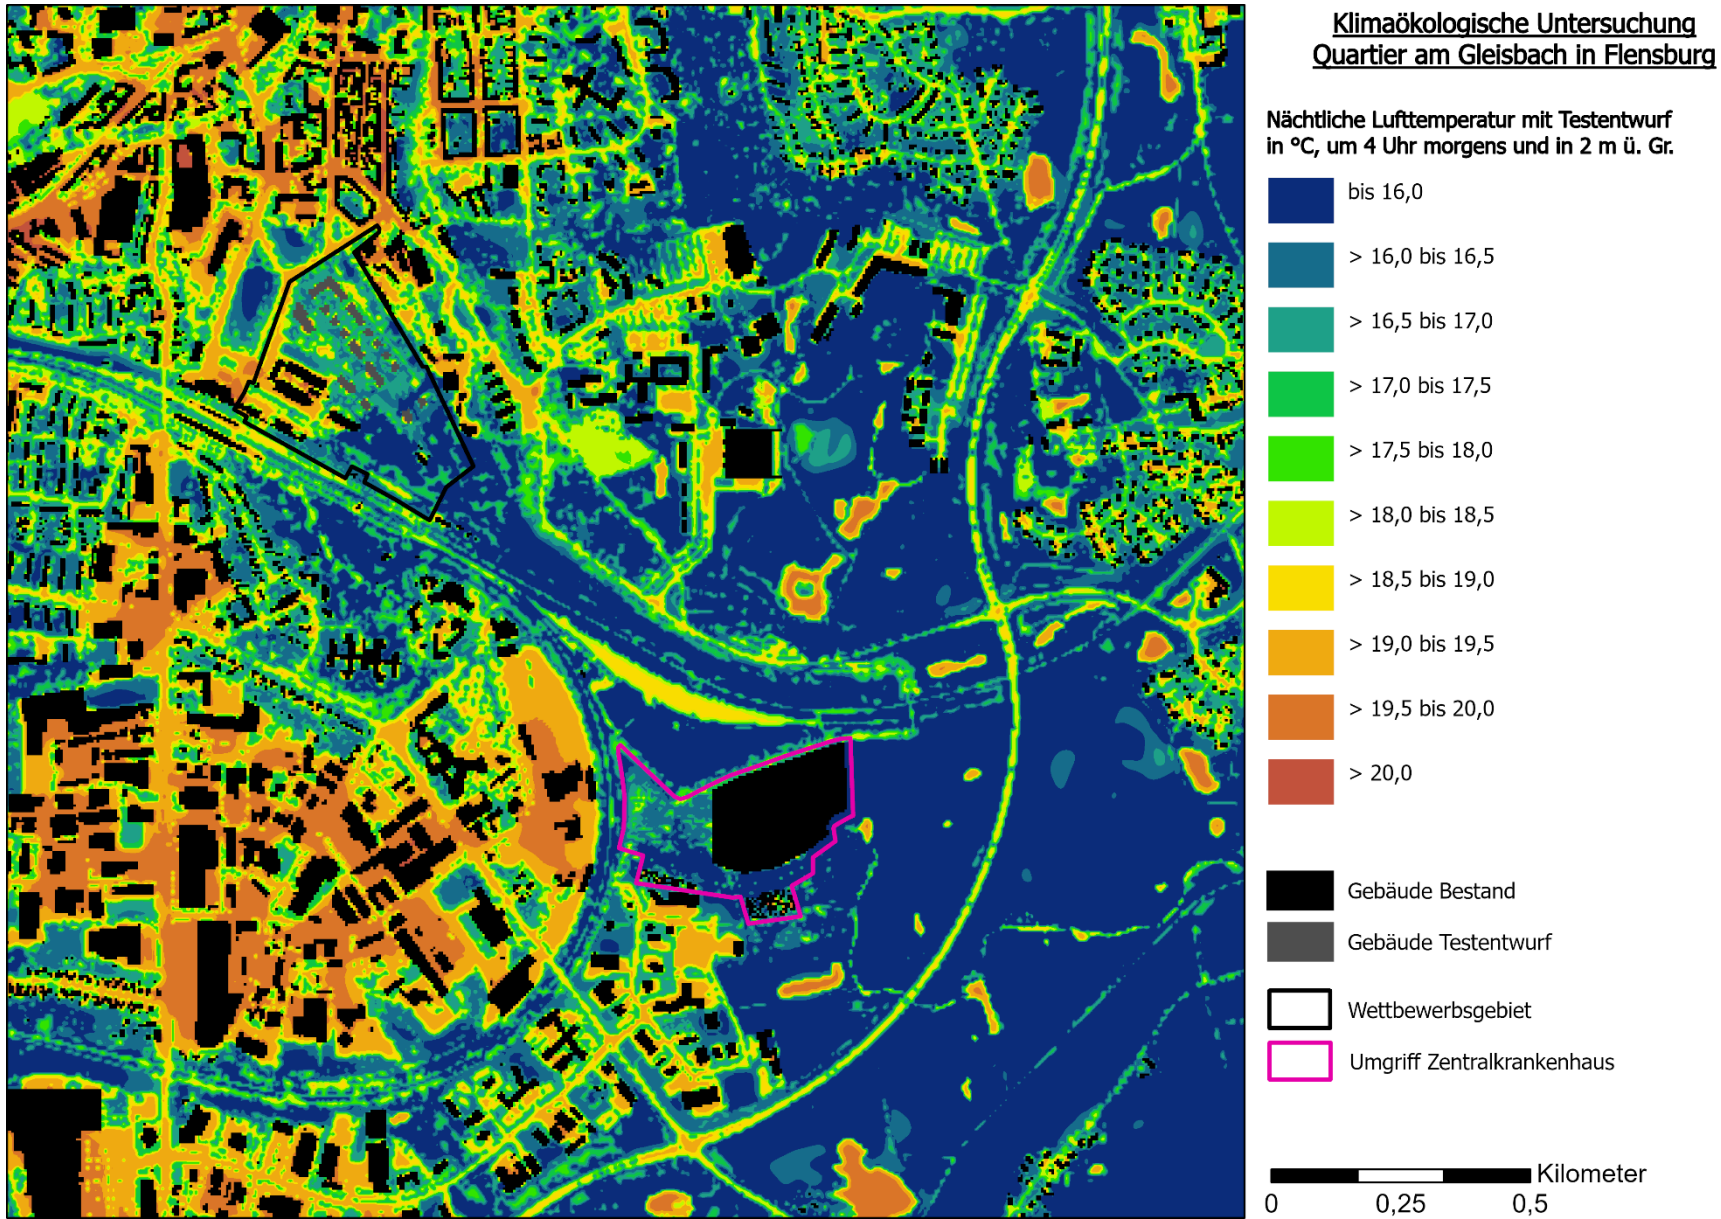 Klimaökologische Untersuchung
Quartier am Gleisbach in Flensburg
Nächtliche Lufttemperatur mit Testentwurf
in °C, um 4 Uhr morgens und in 2 m ü. Gr.
bis 16,0
> 16,0 bis 16,5
> 16,5 bis 17,0
> 17,0 bis 17,5
> 17,5 bis 18,0
> 18,0 bis 18,5
> 18,5 bis 19,0
> 19,0 bis 19,5
> 19,5 bis 20,0
> 20,0
Gebäude Bestand
Gebäude Testentwurf
Wettbewerbsgebiet
Umgriff Zentralkrankenhaus
Kilometer
0 0,25 0,5